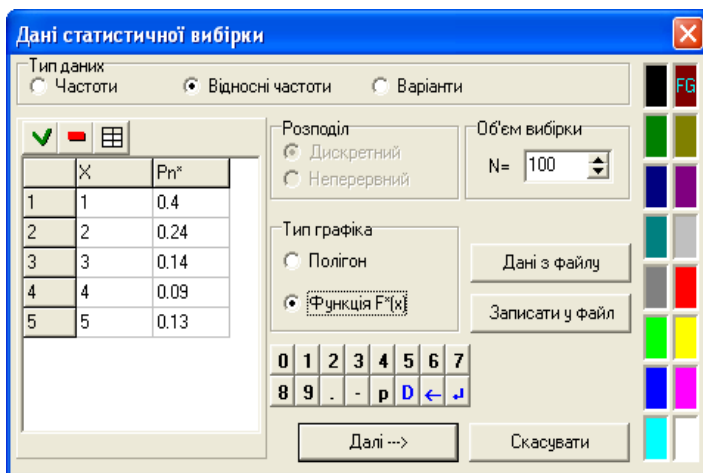 Дані статистичної вибірки
Тип даних
Частоти Відносні частоти Варіанти
FG
Розподіл
Дискретний
Неперервний
Об'єм вибірки
N= 100
X Pn*
1 1 0.4
2 2 0.24
3 3 0.14
4 4 0.09
5 5 0.13
Тип графіка
Полігон
Функція F*(x)
Дані з файлу
Записати у файл
0 1 2 3 4 5 6 7
8 9 . - p D ← ↲
Далі --->
Скасувати